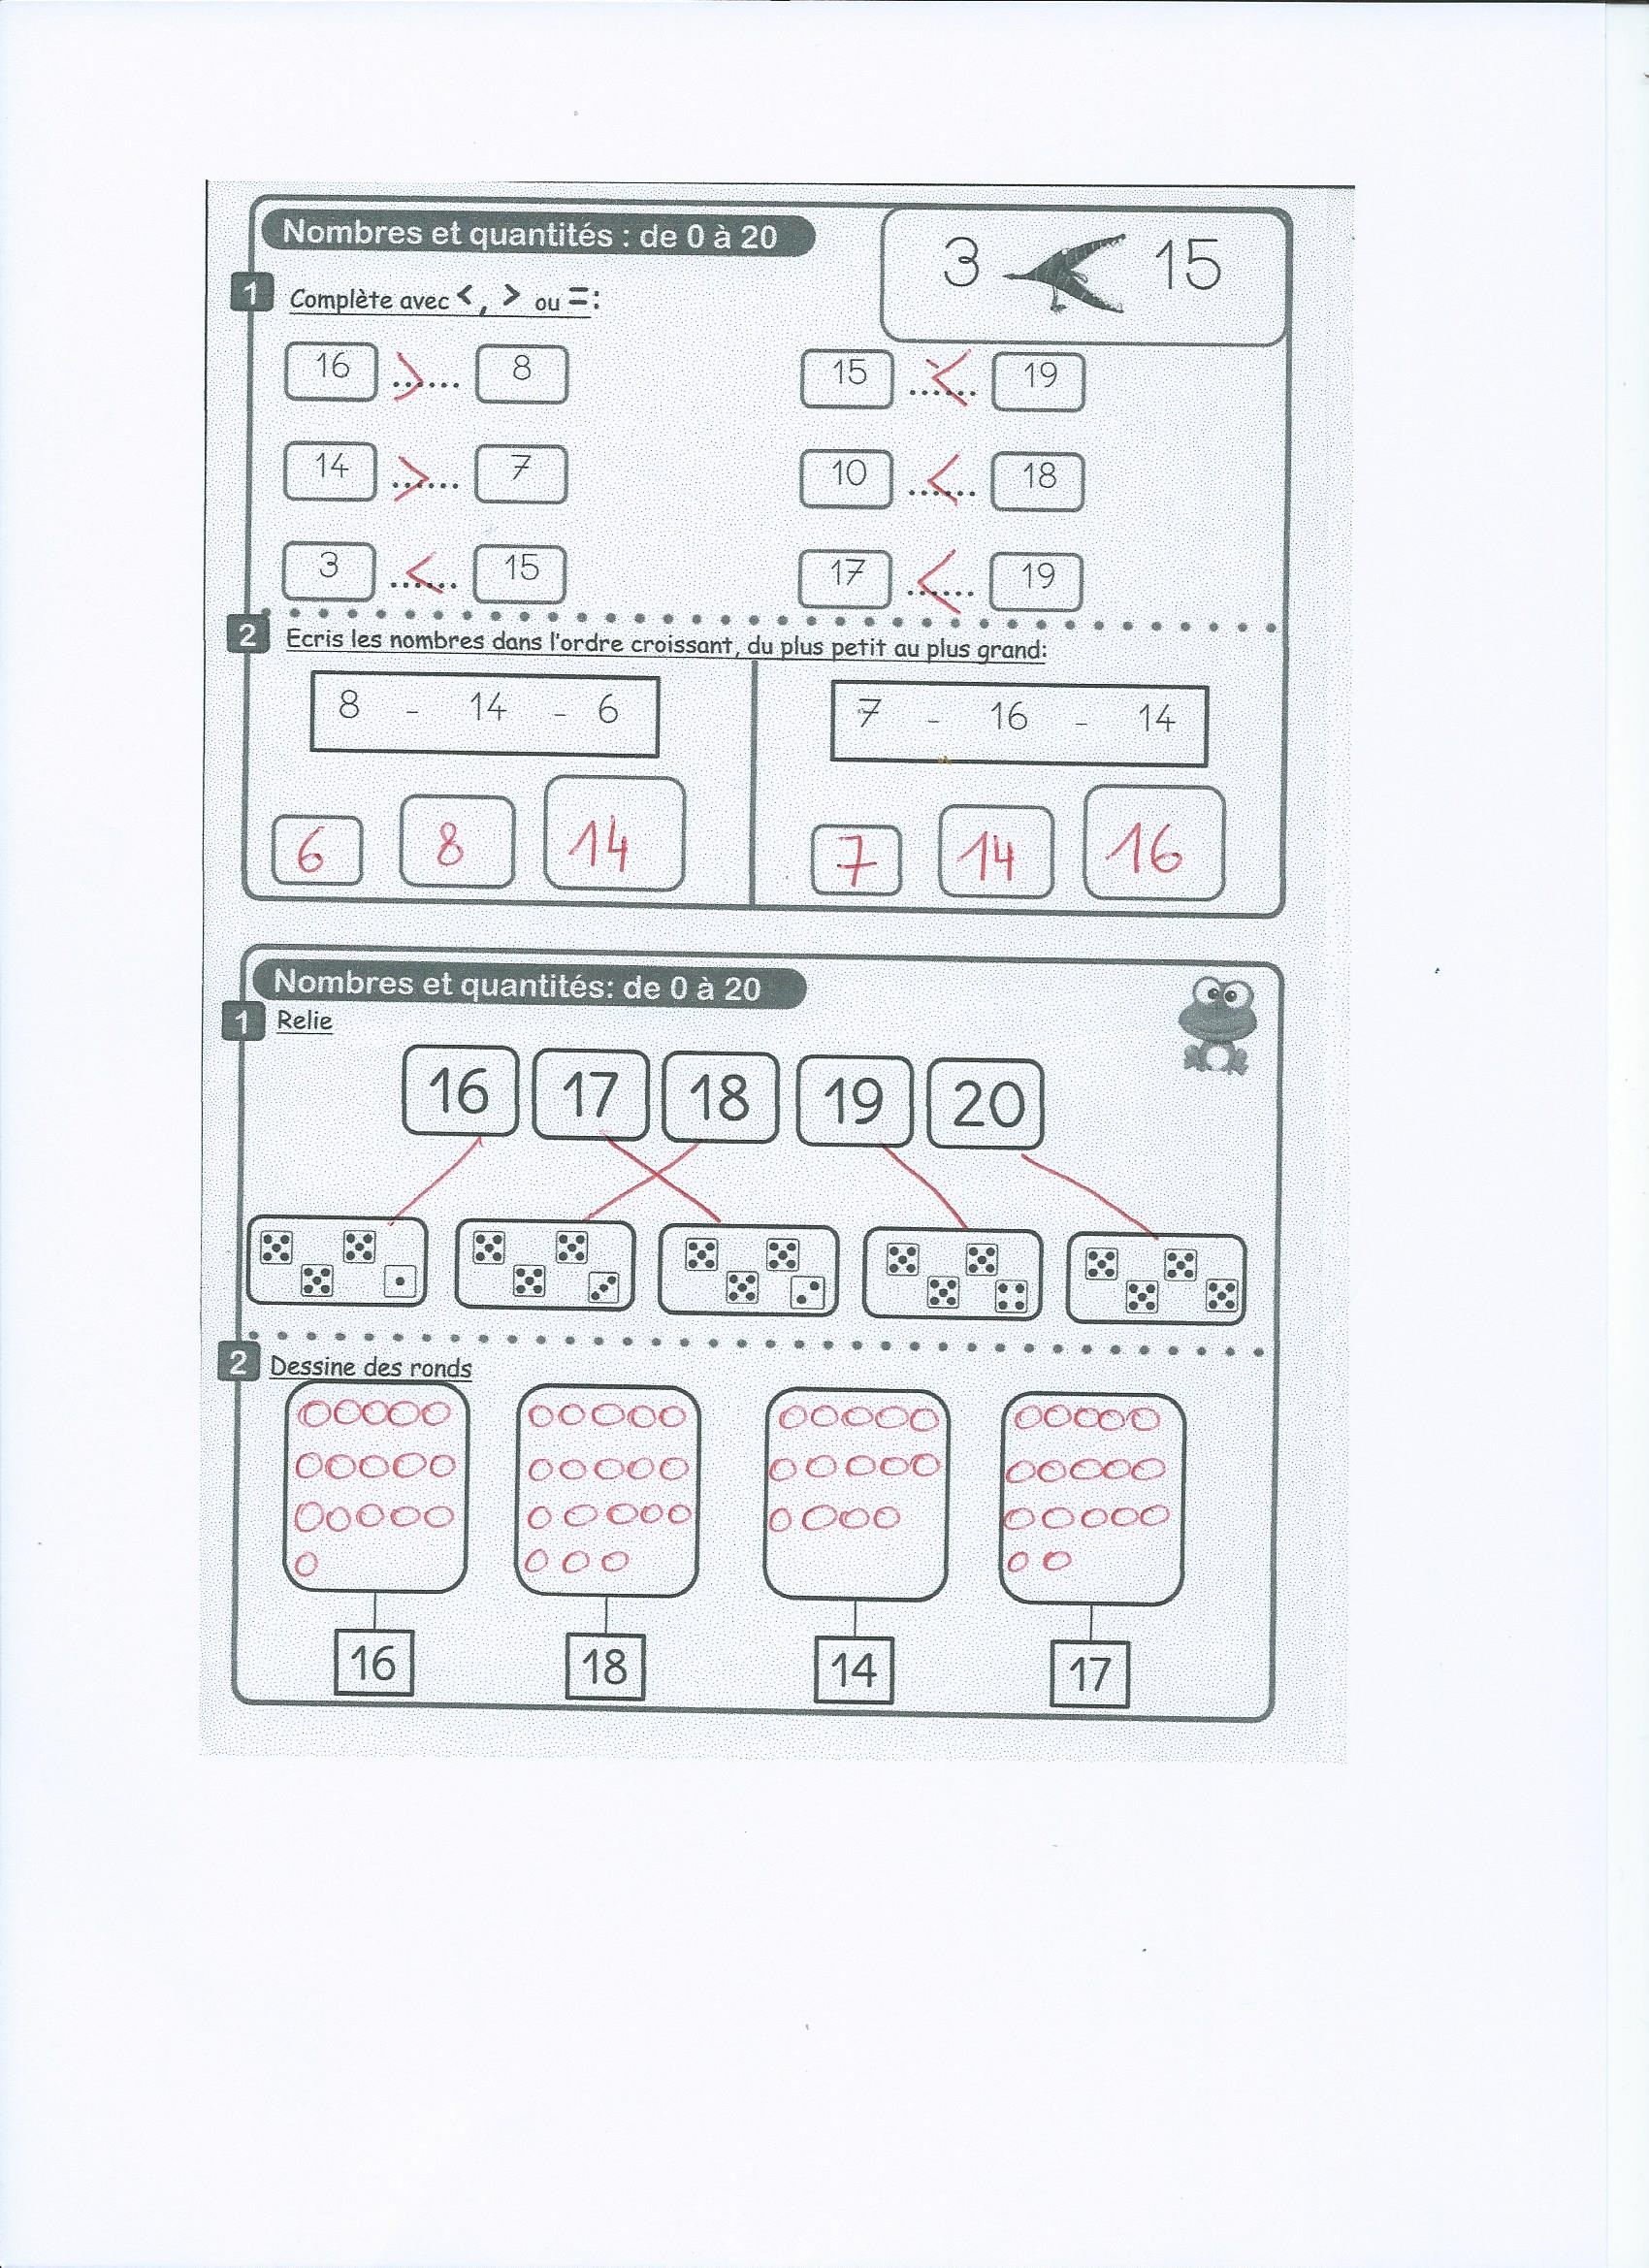 Nombres et quantités : de 0 à 20
3 < 15
1 Complète avec <, > ou =:
16 > 8 15 < 19
14 > 7 10 < 18
3 < 15 17 < 19
2 Ecris les nombres dans l'ordre croissant, du plus petit au plus grand:
8 - 14 - 6 7 - 16 - 14
6 8 14 7 14 16
Nombres et quantités: de 0 à 20
1 Relie
16 17 18 19 20
2 Dessine des ronds
16 18 14 17